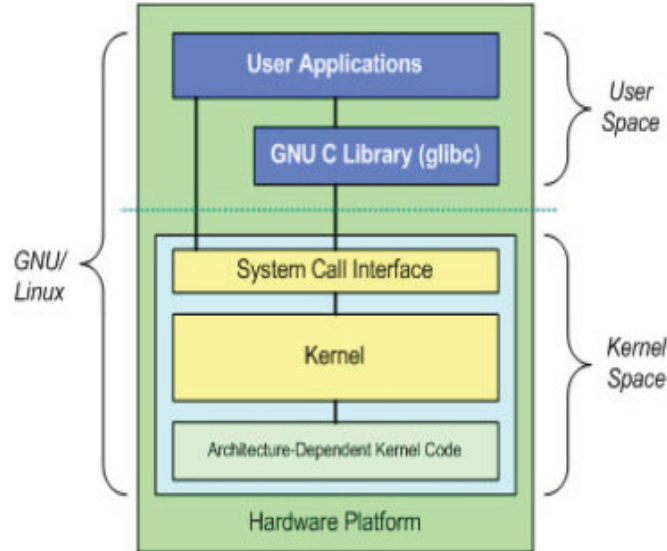 User Applications
User
Space
GNU C Library (glibc)
GNU/
Linux
System Call Interface
Kernel
Kernel
Space
Architecture-Dependent Kernel Code
Hardware Platform